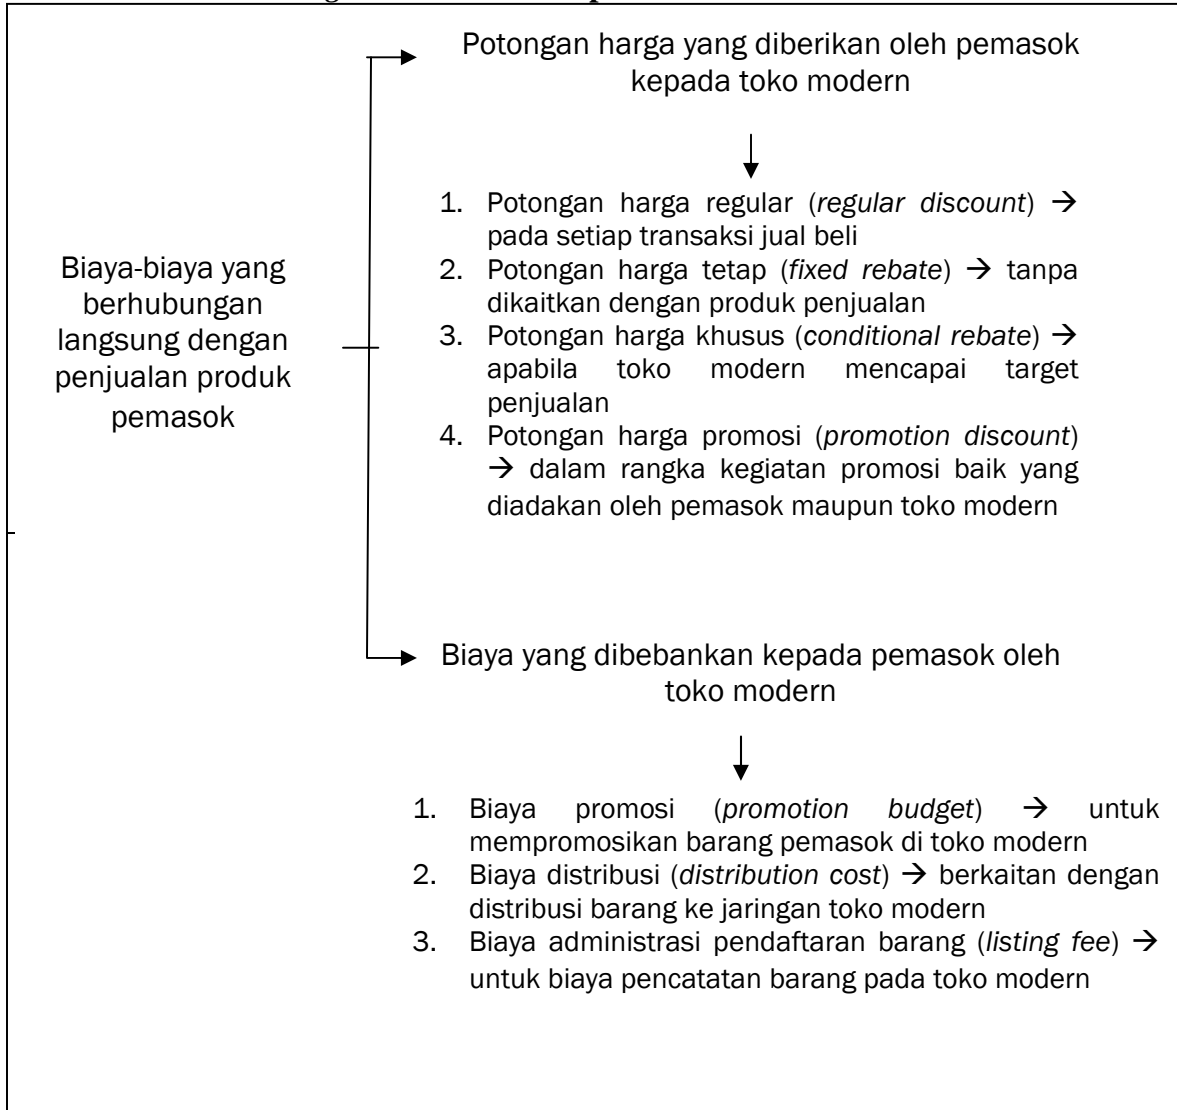 Potongan harga yang diberikan oleh pemasok
kepada toko modern
1. Potongan harga regular (regular discount) →
pada setiap transaksi jual beli
2. Potongan harga tetap (fixed rebate) → tanpa
dikaitkan dengan produk penjualan
3. Potongan harga khusus (conditional rebate) →
apabila toko modern mencapai target
penjualan
4. Potongan harga promosi (promotion discount)
→ dalam rangka kegiatan promosi baik yang
diadakan oleh pemasok maupun toko modern
Biaya-biaya yang
berhubungan
langsung dengan
penjualan produk
pemasok
Biaya yang dibebankan kepada pemasok oleh
toko modern
1. Biaya promosi (promotion budget) → untuk
mempromosikan barang pemasok di toko modern
2. Biaya distribusi (distribution cost) → berkaitan dengan
distribusi barang ke jaringan toko modern
3. Biaya administrasi pendaftaran barang (listing fee) →
untuk biaya pencatatan barang pada toko modern